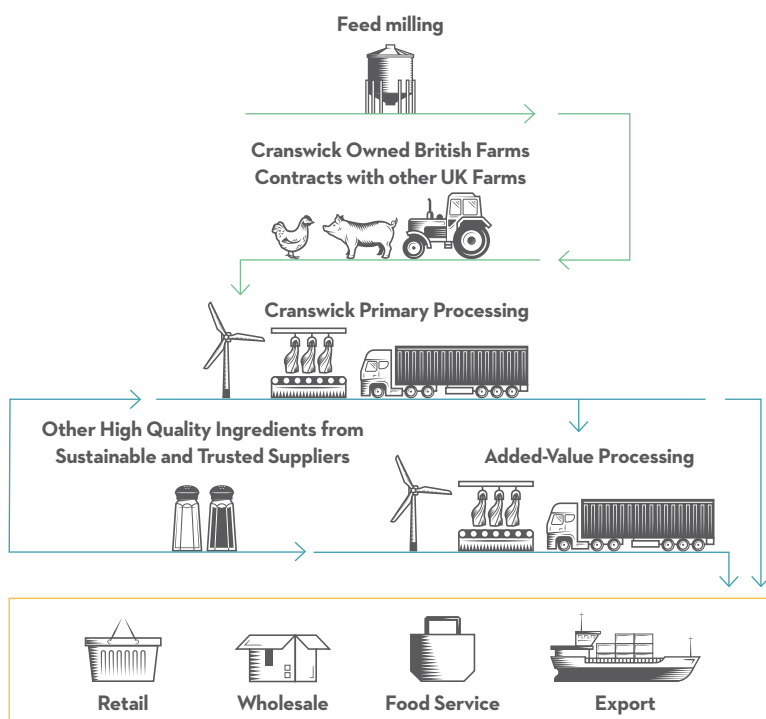 Feed milling
Cranswick Owned British Farms
Contracts with other UK Farms
Cranswick Primary Processing
Other High Quality Ingredients from
Sustainable and Trusted Suppliers
Added-Value Processing
Retail
Wholesale
Food Service
Export